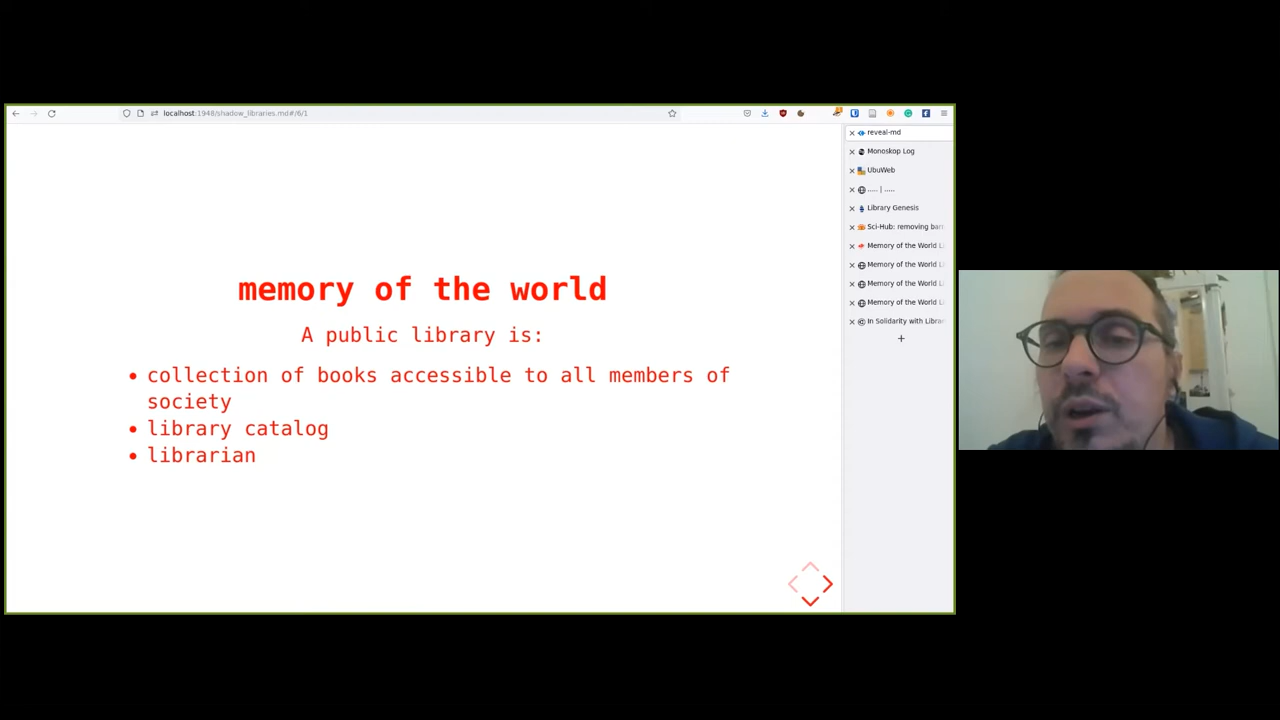 localhost:1948/shadow_libraries.md#/6/1
reveal-md
Monoskop Log
UbuWeb
..... | .....
Library Genesis
Sci-Hub: removing barr
Memory of the World Li
Memory of the World Li
Memory of the World Li
Memory of the World Li
In Solidarity with Librar
memory of the world
A public library is:
• collection of books accessible to all members of
society
• library catalog
• librarian